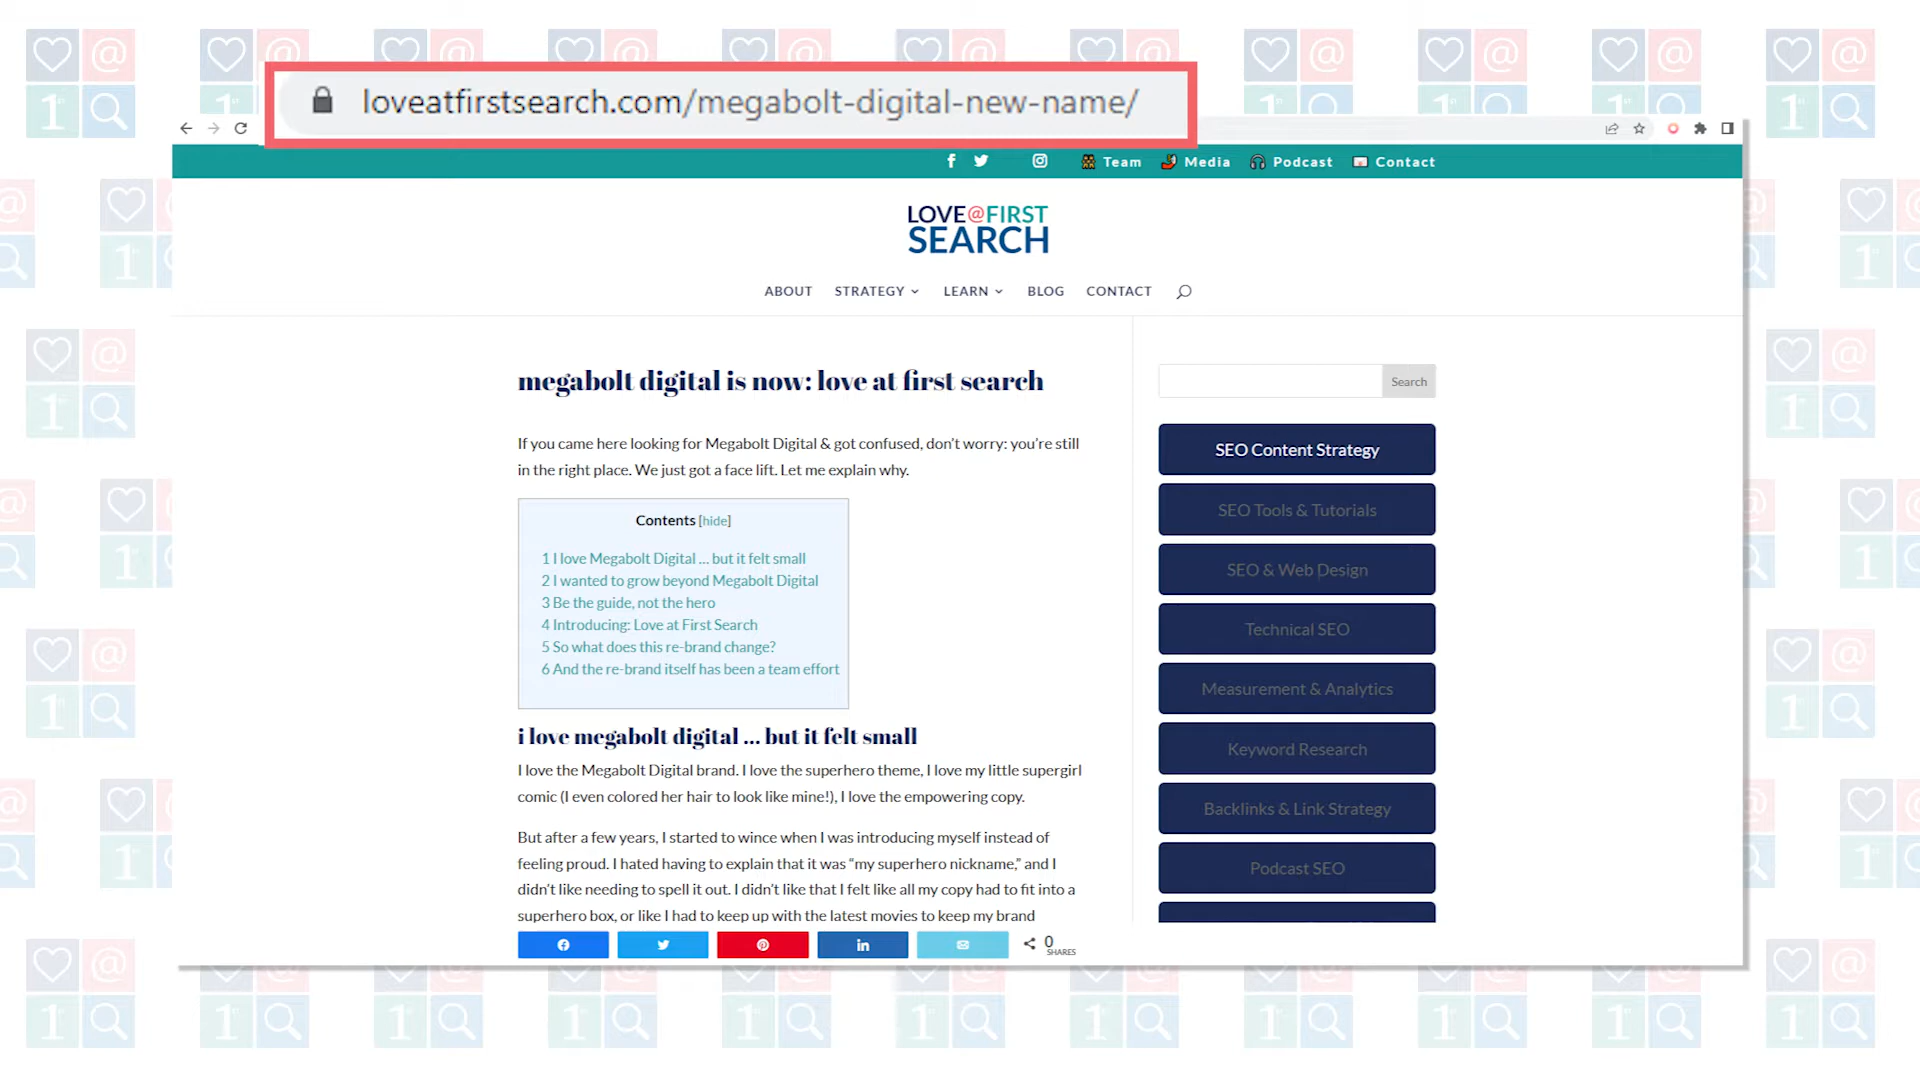 loveatfirstsearch.com/megabolt-digital-new-name/
Team
Media
Podcast
Contact
LOVE@FIRST
SEARCH
ABOUT
STRATEGY
LEARN
BLOG
CONTACT
megabolt digital is now: love at first search
If you came here looking for Megabolt Digital & got confused, don't worry: you're still
in the right place. We just got a face lift. Let me explain why.
Contents [hide]
1 I love Megabolt Digital ... but it felt small
2 I wanted to grow beyond Megabolt Digital
3 Be the guide, not the hero
4 Introducing: Love at First Search
5 So what does this re-brand change?
6 And the re-brand itself has been a team effort
i love megabolt digital ... but it felt small
I love the Megabolt Digital brand. I love the superhero theme, I love my little supergirl
comic (I even colored her hair to look like mine!), I love the empowering copy.
But after a few years, I started to wince when I was introducing myself instead of
feeling proud. I hated having to explain that it was “my superhero nickname,” and I
didn't like needing to spell it out. I didn't like that I felt like all my copy had to fit into a
superhero box, or like I had to keep up with the latest movies to keep my brand
0
SHARES
Search
SEO Content Strategy
SEO Tools & Tutorials
SEO & Web Design
Technical SEO
Measurement & Analytics
Keyword Research
Backlinks & Link Strategy
Podcast SEO